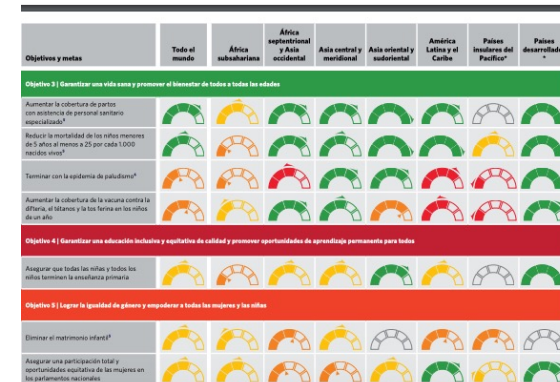 Objetivos y metas
Todo el
mundo
África
subsahariana
África
septentrional
y Asia
occidental
Asia central y
meridional
Asia oriental y
sudoriental
América
Latina y el
Caribe
Países
insulares del
Pacífico*
Países
desarrollado
*
Objetivo 3 | Garantizar una vida sana y promover el bienestar de todos a todas las edades
Aumentar la cobertura de partos
con asistencia de personal sanitario
especializado
Reducir la mortalidad de los niños menores
de 5 años al menos a 25 por cada 1.000
nacidos vivos
Terminar con la epidemia de paludismo
Aumentar la cobertura de la vacuna contra la
difteria, el tétanos y la tos ferina en los niños
de un año
Objetivo 4 | Garantizar una educación inclusiva y equitativa de calidad y promover oportunidades de aprendizaje permanente para todos
Asegurar que todas las niñas y todos los
niños terminen la enseñanza primaria
Objetivo 5 | Lograr la igualdad de género y empoderar a todas las mujeres y las niñas
Eliminar el matrimonio infantil
Asegurar una participación total y
oportunidades equitativa de las mujeres en
los parlamentos nacionales